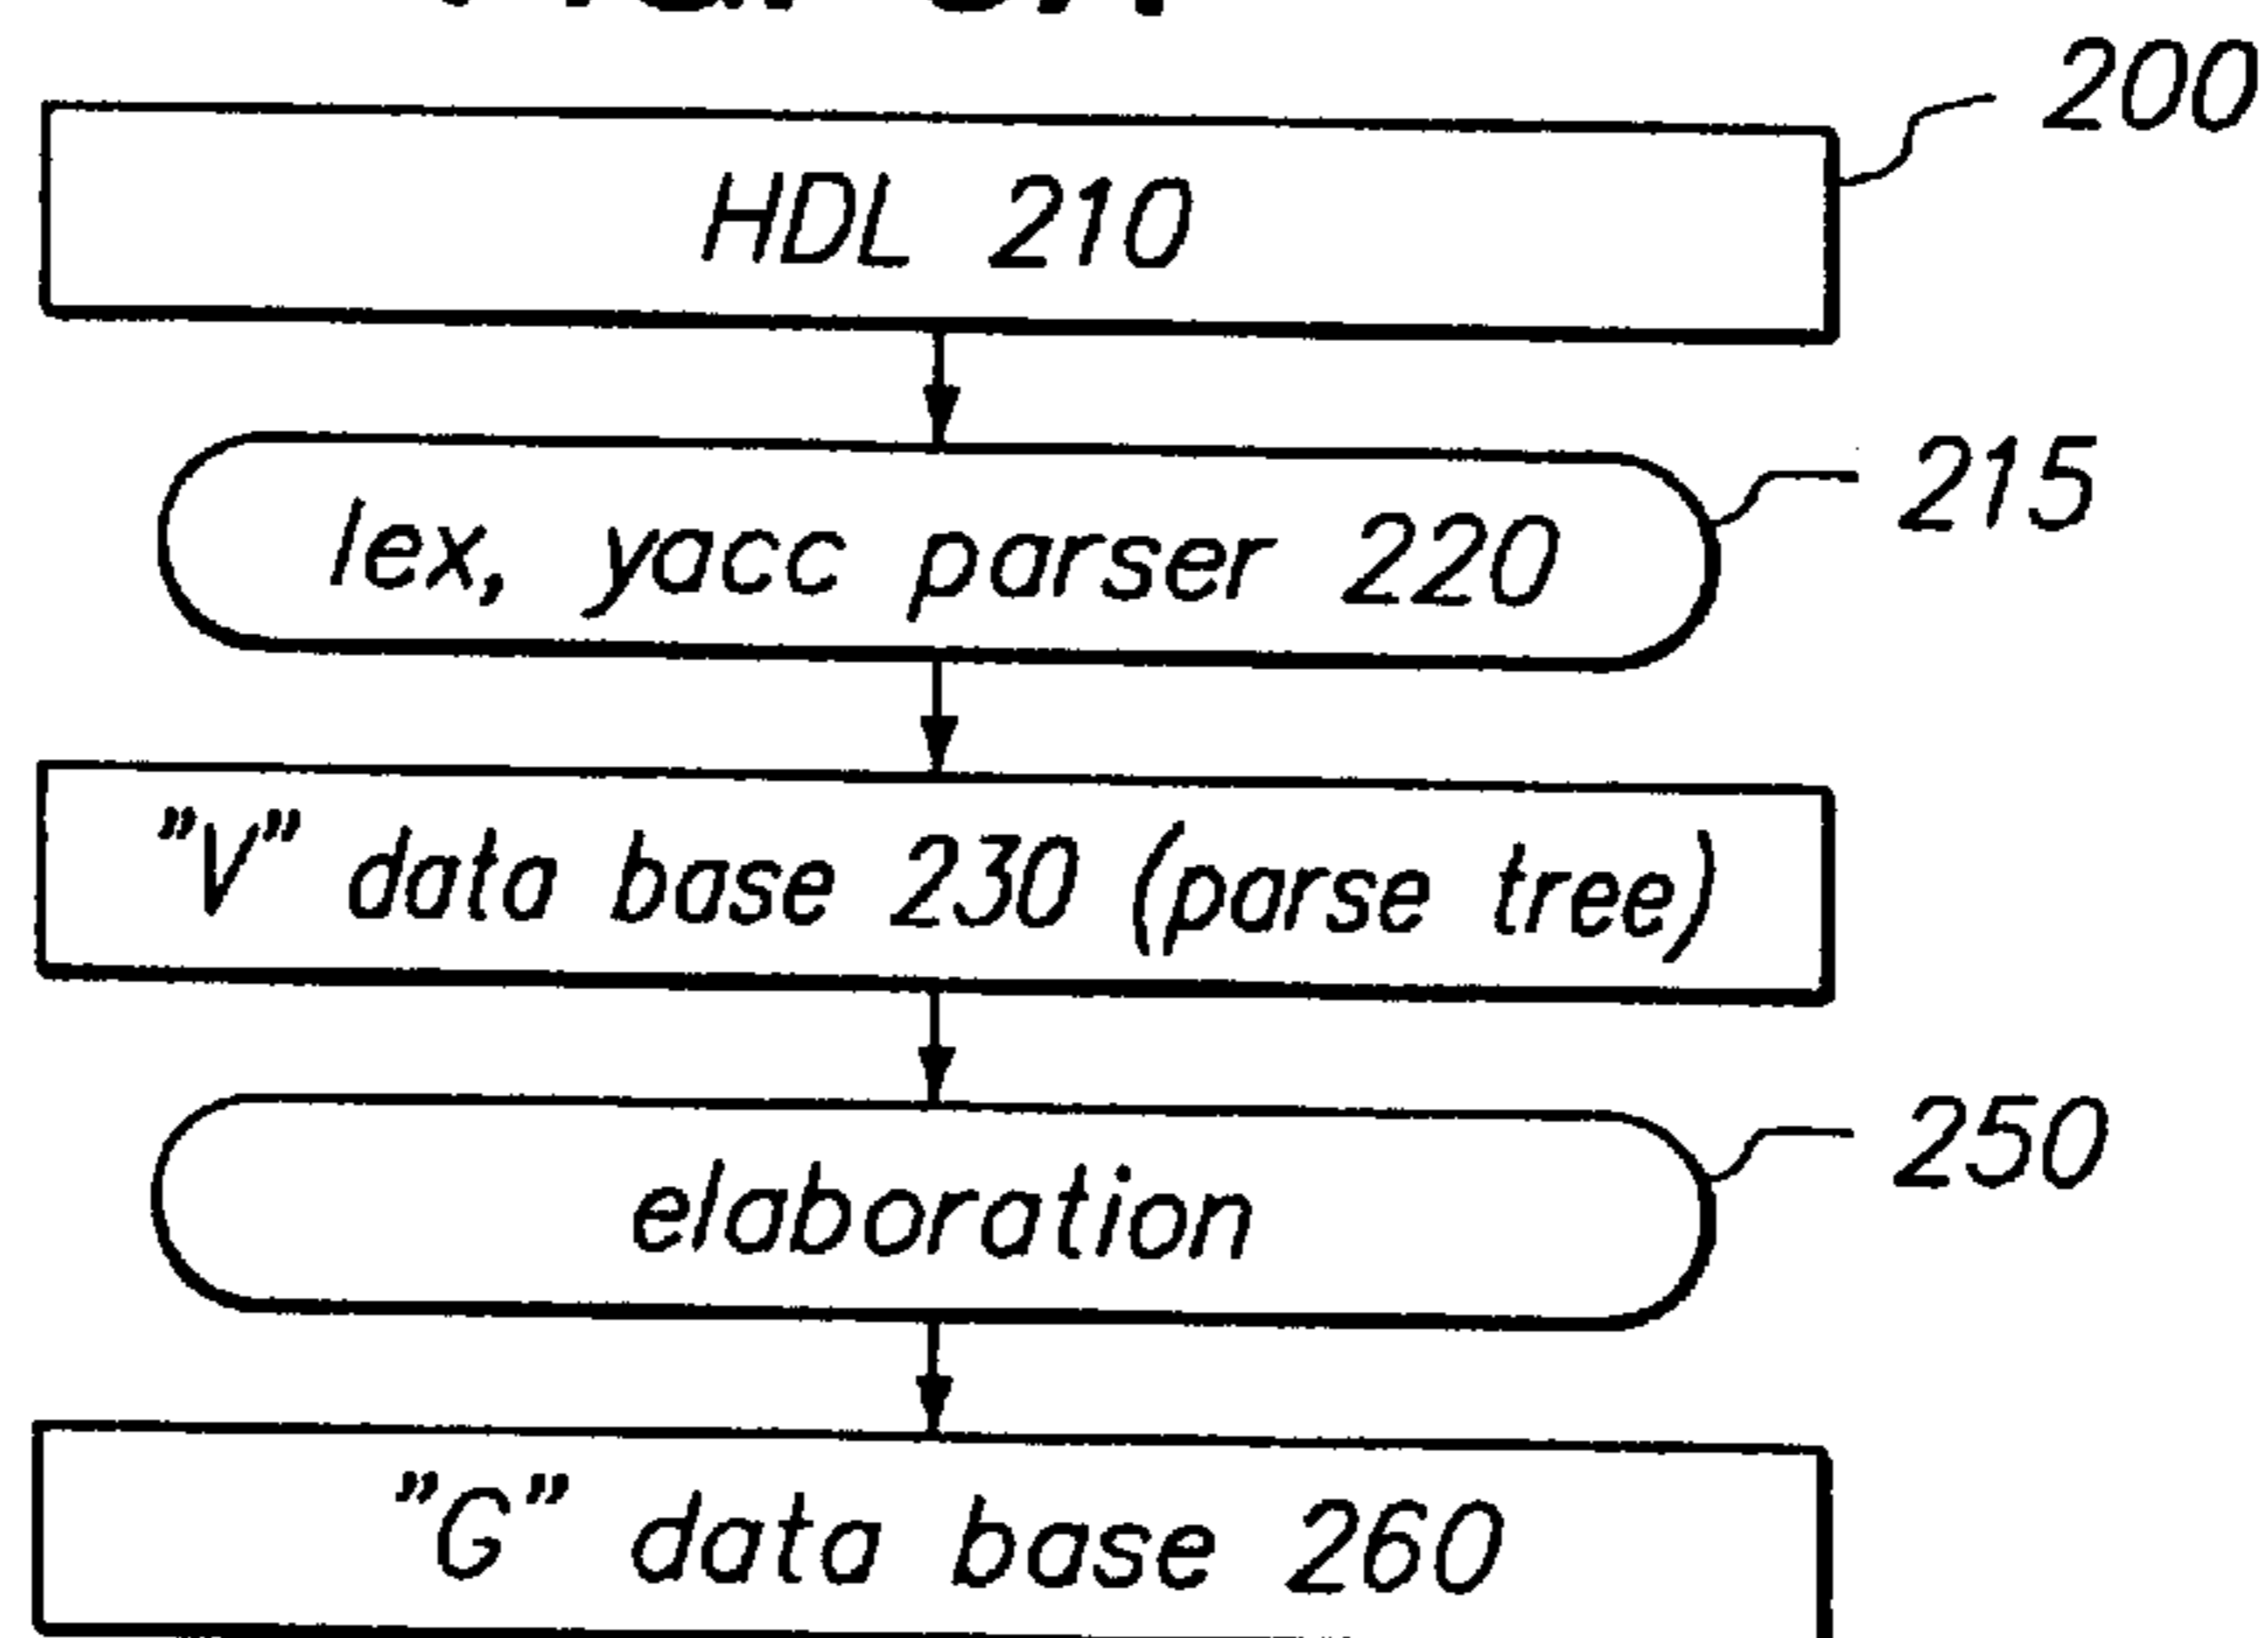 200
HDL 210
215
lex, yacc parser 220
"V" data base 230 (parse tree)
250
elaboration
"G" data base 260